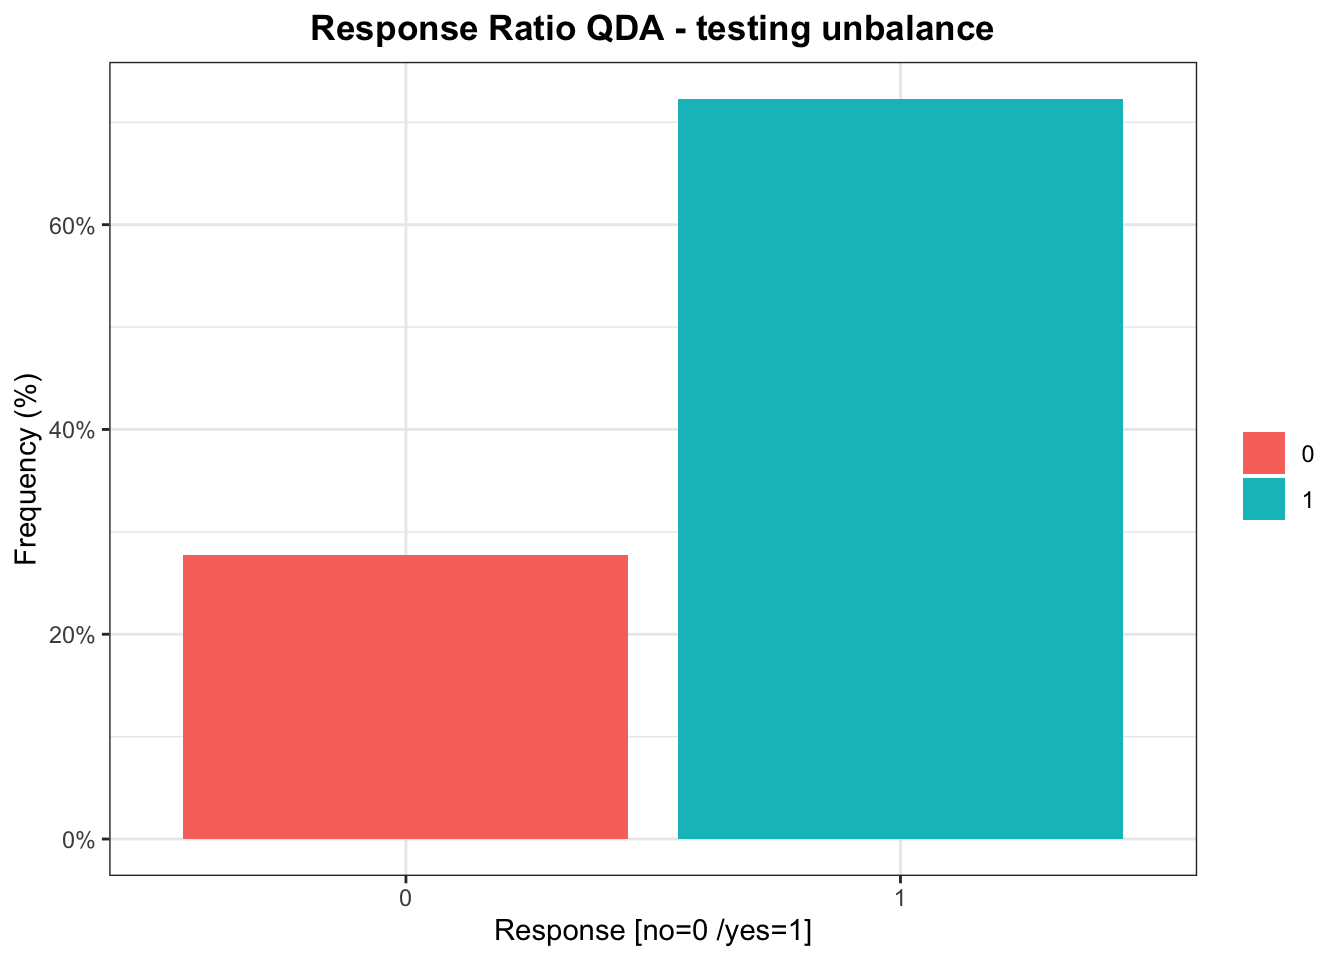 Response Ratio QDA - testing unbalance
Frequency (%)
60%
40%
20%
0%
0
1
Response [no=0 /yes=1]
0
1